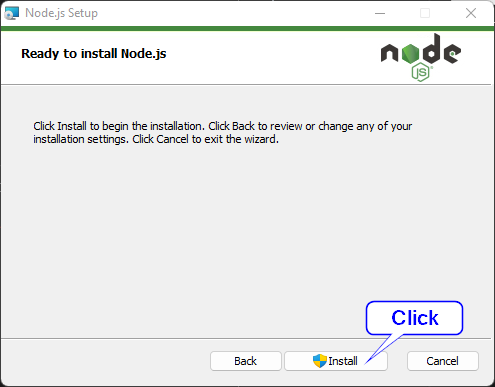 Node.js Setup
Ready to install Node.js
node
JS
Click Install to begin the installation. Click Back to review or change any of your
installation settings. Click Cancel to exit the wizard.
Click
Back
Install
Cancel